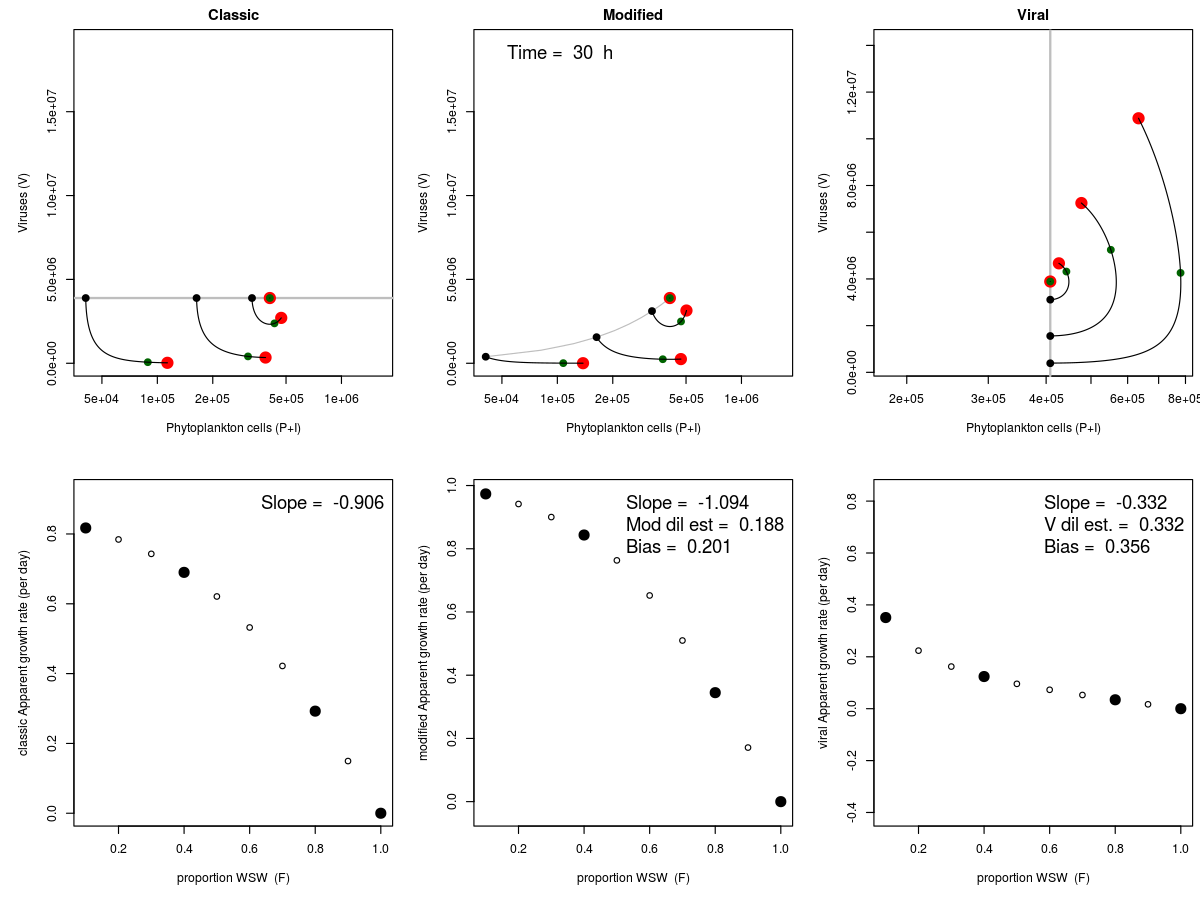 Classic
Viruses (V)
0.0e+00 5.0e+06 1.0e+07 1.5e+07
5e+04 1e+05 2e+05 5e+05 1e+06
Phytoplankton cells (P+I)
Modified
Time = 30 h
Viruses (V)
0.0e+00 5.0e+06 1.0e+07 1.5e+07
5e+04 1e+05 2e+05 5e+05 1e+06
Phytoplankton cells (P+I)
Viral
Viruses (V)
0.0e+00 4.0e+06 8.0e+06 1.2e+07
2e+05 3e+05 4e+05 6e+05 8e+05
Phytoplankton cells (P+I)
Slope = -0.906
classic Apparent growth rate (per day)
0.0 0.2 0.4 0.6 0.8
0.2 0.4 0.6 0.8 1.0
proportion WSW (F)
Slope = -1.094
Mod dil est = 0.188
Bias = 0.201
modified Apparent growth rate (per day)
0.0 0.2 0.4 0.6 0.8 1.0
0.2 0.4 0.6 0.8 1.0
proportion WSW (F)
Slope = -0.332
V dil est. = 0.332
Bias = 0.356
viral Apparent growth rate (per day)
-0.4 -0.2 0.0 0.2 0.4 0.6 0.8
0.2 0.4 0.6 0.8 1.0
proportion WSW (F)